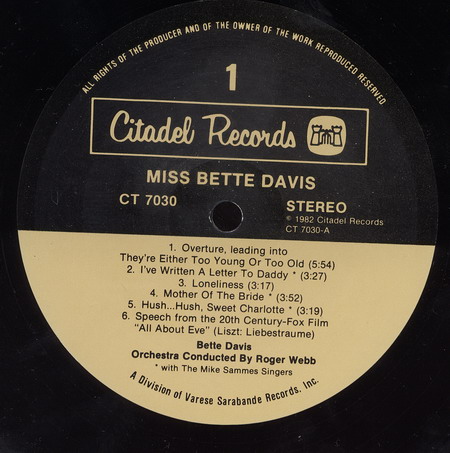 ALL RIGHTS OF THE PRODUCER AND OF THE OWNER OF THE WORK REPRODUCED RESERVED
1
Citadel Records
MISS BETTE DAVIS
CT 7030
STEREO
℗ 1982 Citadel Records
CT 7030-A
1. Overture, leading into
They're Either Too Young Or Too Old (5:54)
2. I've Written A Letter To Daddy * (3:27)
3. Loneliness (3:17)
4. Mother Of The Bride * (3:52)
5. Hush...Hush, Sweet Charlotte * (3:19)
6. Speech from the 20th Century-Fox Film
"All About Eve" (Liszt: Liebestraume)
Bette Davis
Orchestra Conducted By Roger Webb
* with The Mike Sammes Singers
A Division of Varese Sarabande Records, Inc.